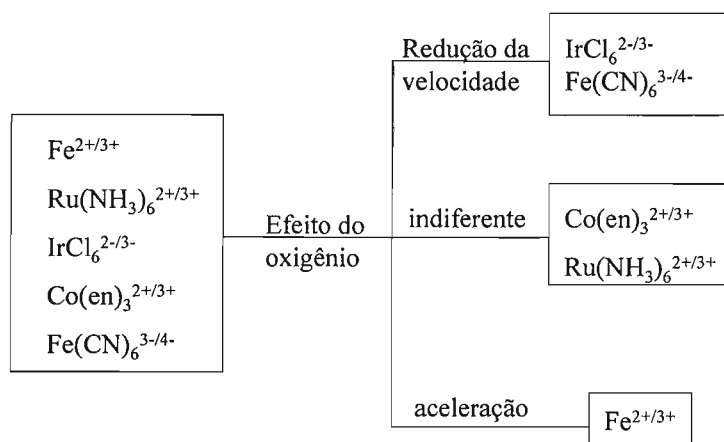 Fe²⁺/³⁺
Ru(NH₃)₆²⁺/³⁺
IrCl₆²⁻/³⁻
Co(en)₃²⁺/³⁺
Fe(CN)₆³⁻/⁴⁻
Efeito do
oxigênio
Redução da
velocidade
IrCl₆²⁻/³⁻
Fe(CN)₆³⁻/⁴⁻
indiferente
Co(en)₃²⁺/³⁺
Ru(NH₃)₆²⁺/³⁺
aceleração
Fe²⁺/³⁺